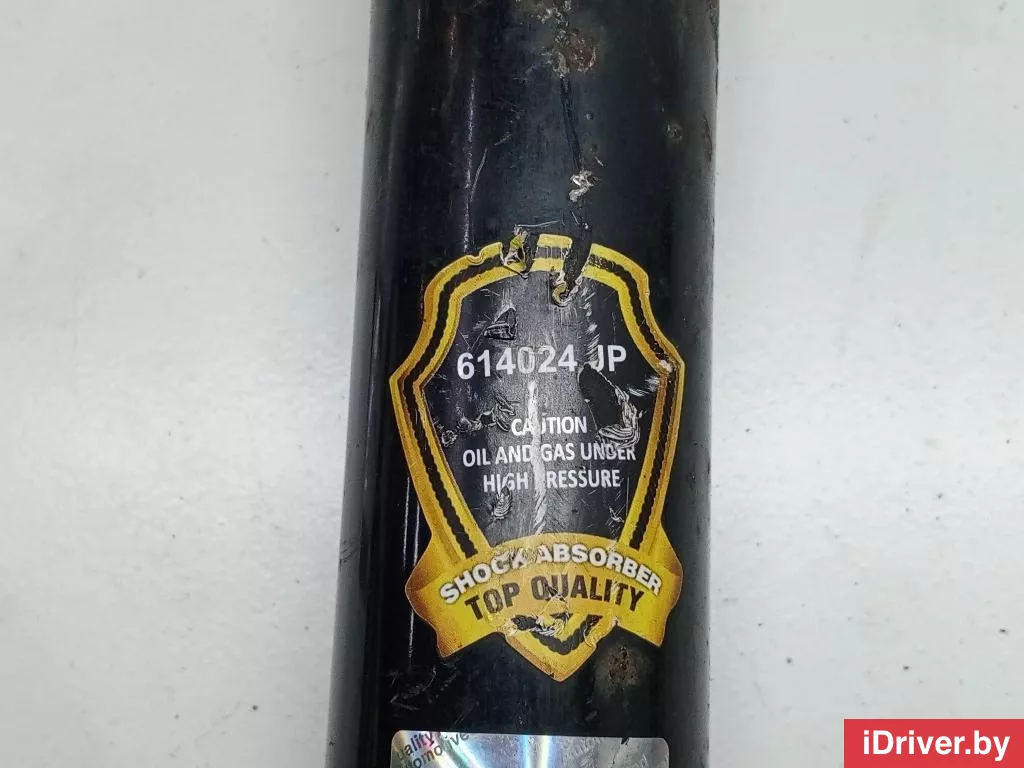 614024 JP
CAUTION
OIL AND GAS UNDER
HIGH PRESSURE
SHOCK ABSORBER
TOP QUALITY
iDriver.by